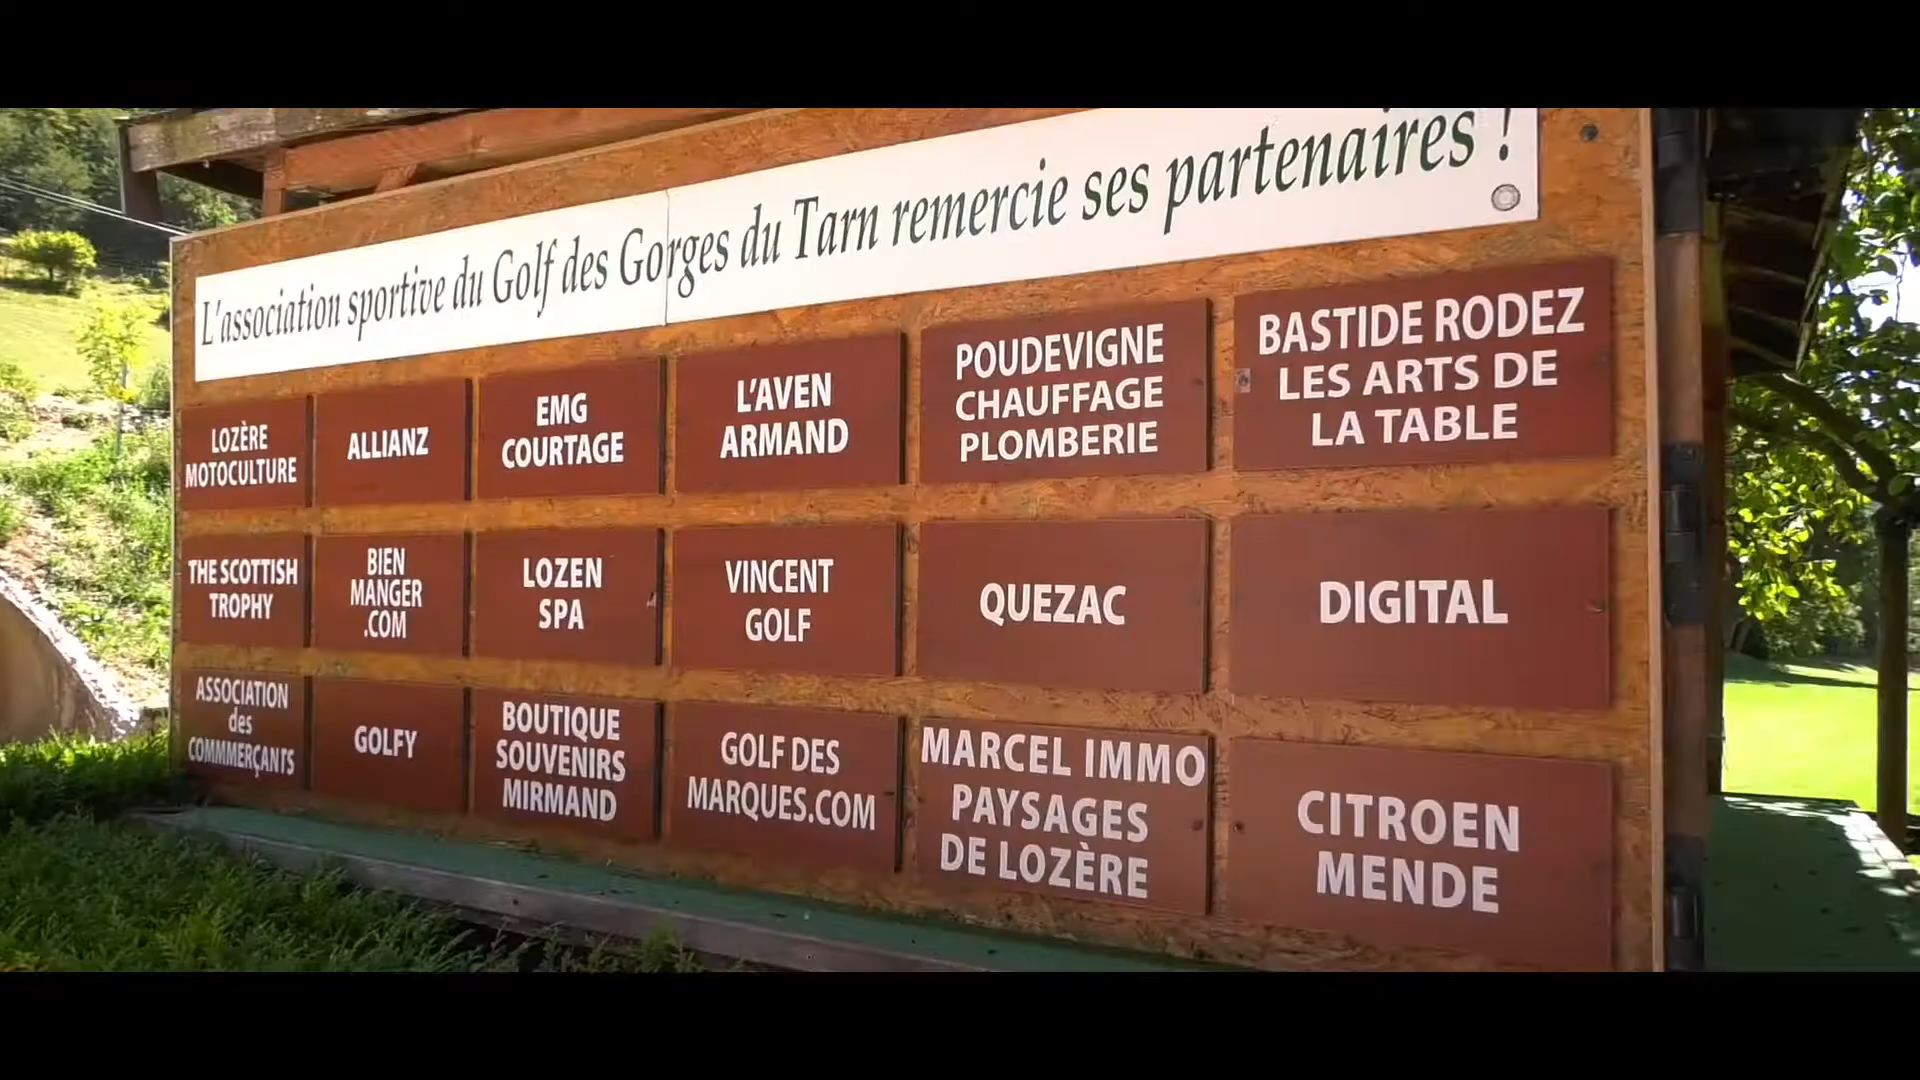 L'association sportive du Golf des Gorges du Tarn remercie ses partenaires !
LOZÈRE
MOTOCULTURE
ALLIANZ
EMG
COURTAGE
L'AVEN
ARMAND
POUDEVIGNE
CHAUFFAGE
PLOMBERIE
BASTIDE RODEZ
LES ARTS DE
LA TABLE
THE SCOTTISH
TROPHY
BIEN
MANGER
.COM
LOZEN
SPA
VINCENT
GOLF
QUEZAC
DIGITAL
ASSOCIATION
des
COMMMERÇANTS
GOLFY
BOUTIQUE
SOUVENIRS
MIRMAND
GOLF DES
MARQUES.COM
MARCEL IMMO
PAYSAGES
DE LOZÈRE
CITROEN
MENDE